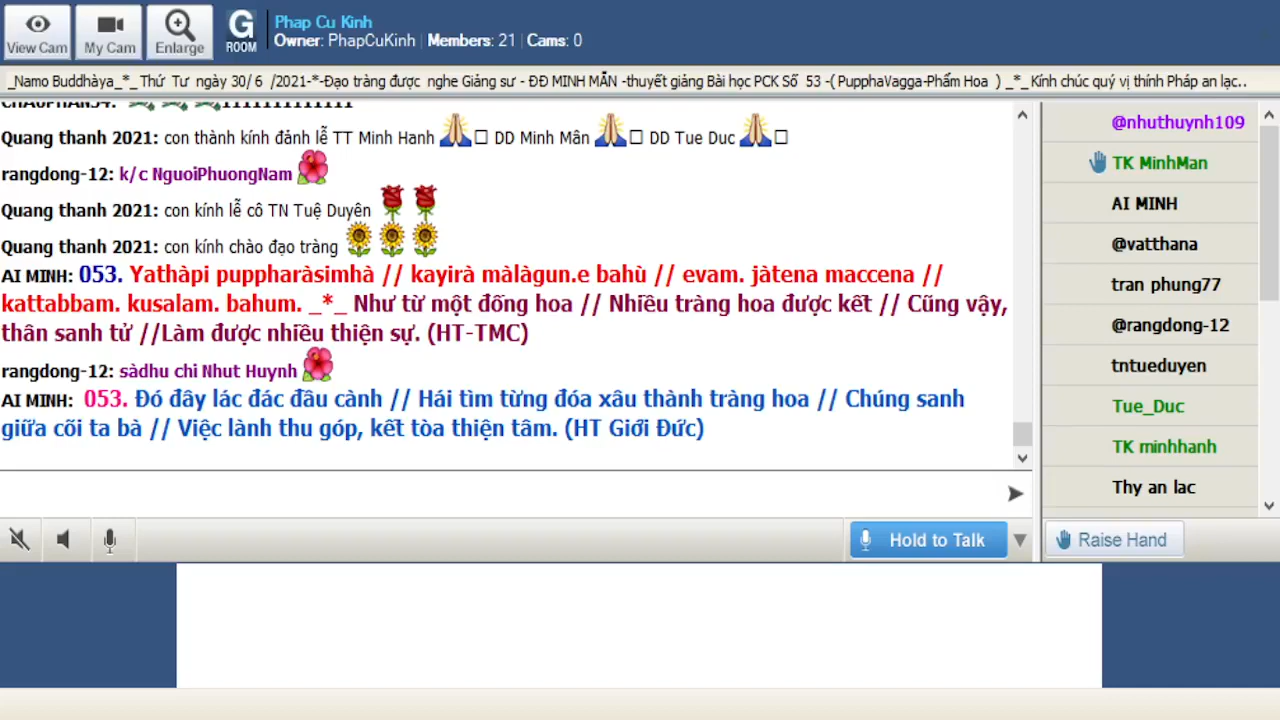 View Cam
My Cam
Enlarge
G
ROOM
Phap Cu Kinh
Owner: PhapCuKinh | Members: 21 | Cams: 0
_Namo Buddhàya_*_Thứ Tư ngày 30/ 6 /2021-*-Đạo tràng được nghe Giảng sư - ĐĐ MINH MẪN -thuyết giảng Bài học PCK Số 53 -( PupphaVagga-Phẩm Hoa ) _*_Kính chúc quý vị thính Pháp an lạc..
Quang thanh 2021: con thành kính đảnh lễ TT Minh Hanh 🙏 DD Minh Mân 🙏 DD Tue Duc 🙏
rangdong-12: k/c NguoiPhuongNam 🌺
Quang thanh 2021: con kính lễ cô TN Tuệ Duyên 🌹🌹
Quang thanh 2021: con kính chào đạo tràng 🌻🌻🌻
AI MINH: 053. Yathàpi puppharàsimhà // kayirà màlàgun.e bahù // evam. jàtena maccena //
kattabbam. kusalam. bahum. _*_ Như từ một đống hoa // Nhiều tràng hoa được kết // Cũng vậy,
thân sanh tử //Làm được nhiều thiện sự. (HT-TMC)
rangdong-12: sàdhu chi Nhut Huynh 🌺
AI MINH: 053. Đó đây lác đác đầu cành // Hái tìm từng đóa xâu thành tràng hoa // Chúng sanh
giữa cõi ta bà // Việc lành thu góp, kết tòa thiện tâm. (HT Giới Đức)
@nhuthuynh109
TK MinhMan
AI MINH
@vatthana
tran phung77
@rangdong-12
tntueduyen
Tue_Duc
TK minhhanh
Thy an lac
Hold to Talk
Raise Hand